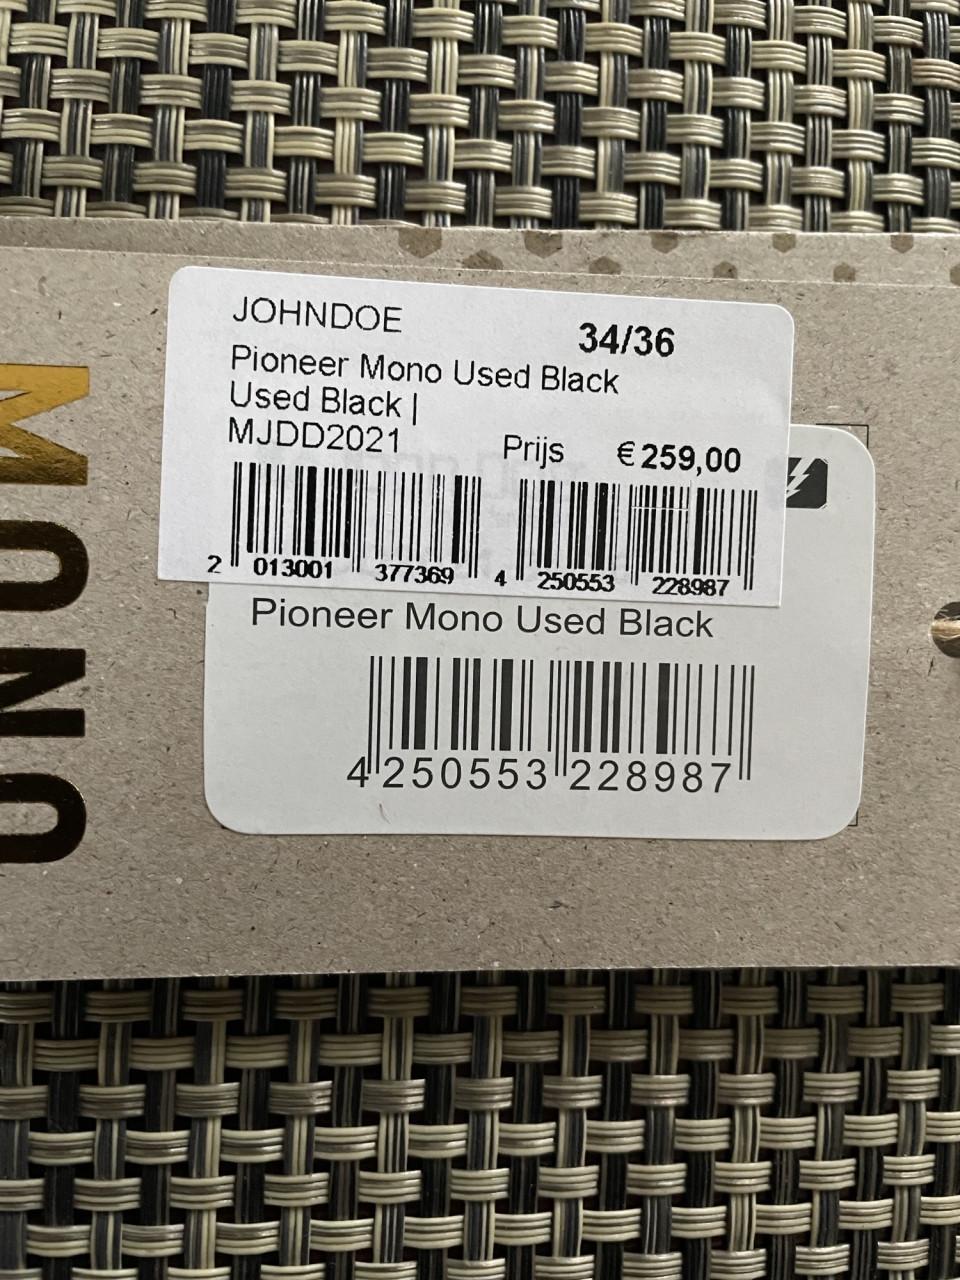 JOHNDOE
34/36
Pioneer Mono Used Black
Used Black |
MJDD2021
Prijs € 259,00
2 013001 377369
4 250553 228987
Pioneer Mono Used Black
4 250553 228987
MONO